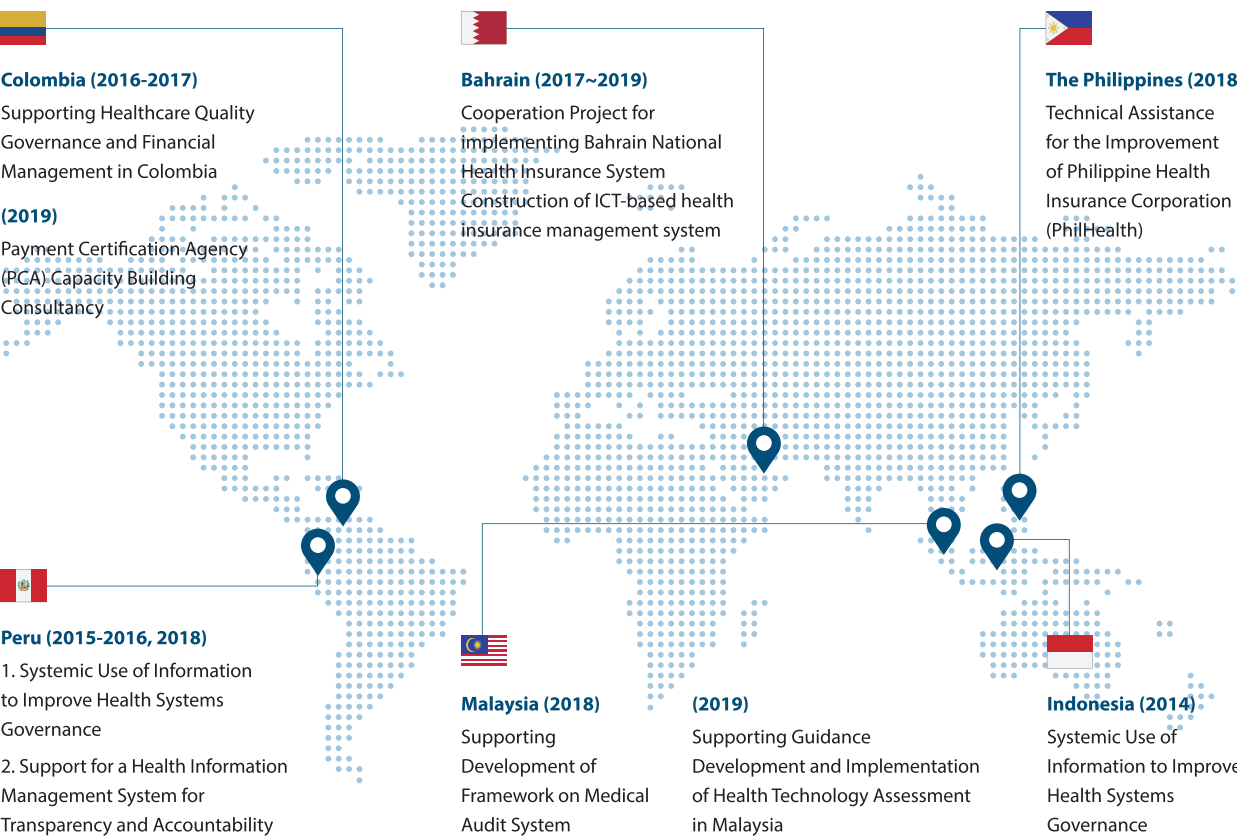 Colombia (2016-2017)
Supporting Healthcare Quality
Governance and Financial
Management in Colombia
(2019)
Payment Certification Agency
(PCA) Capacity Building
Consultancy
Bahrain (2017~2019)
Cooperation Project for
implementing Bahrain National
Health Insurance System
Construction of ICT-based health
insurance management system
The Philippines (2018
Technical Assistance
for the Improvement
of Philippine Health
Insurance Corporation
(PhilHealth)
Peru (2015-2016, 2018)
1. Systemic Use of Information
to Improve Health Systems
Governance
2. Support for a Health Information
Management System for
Transparency and Accountability
Malaysia (2018)
Supporting
Development of
Framework on Medical
Audit System
(2019)
Supporting Guidance
Development and Implementation
of Health Technology Assessment
in Malaysia
Indonesia (2014)
Systemic Use of
Information to Improve
Health Systems
Governance